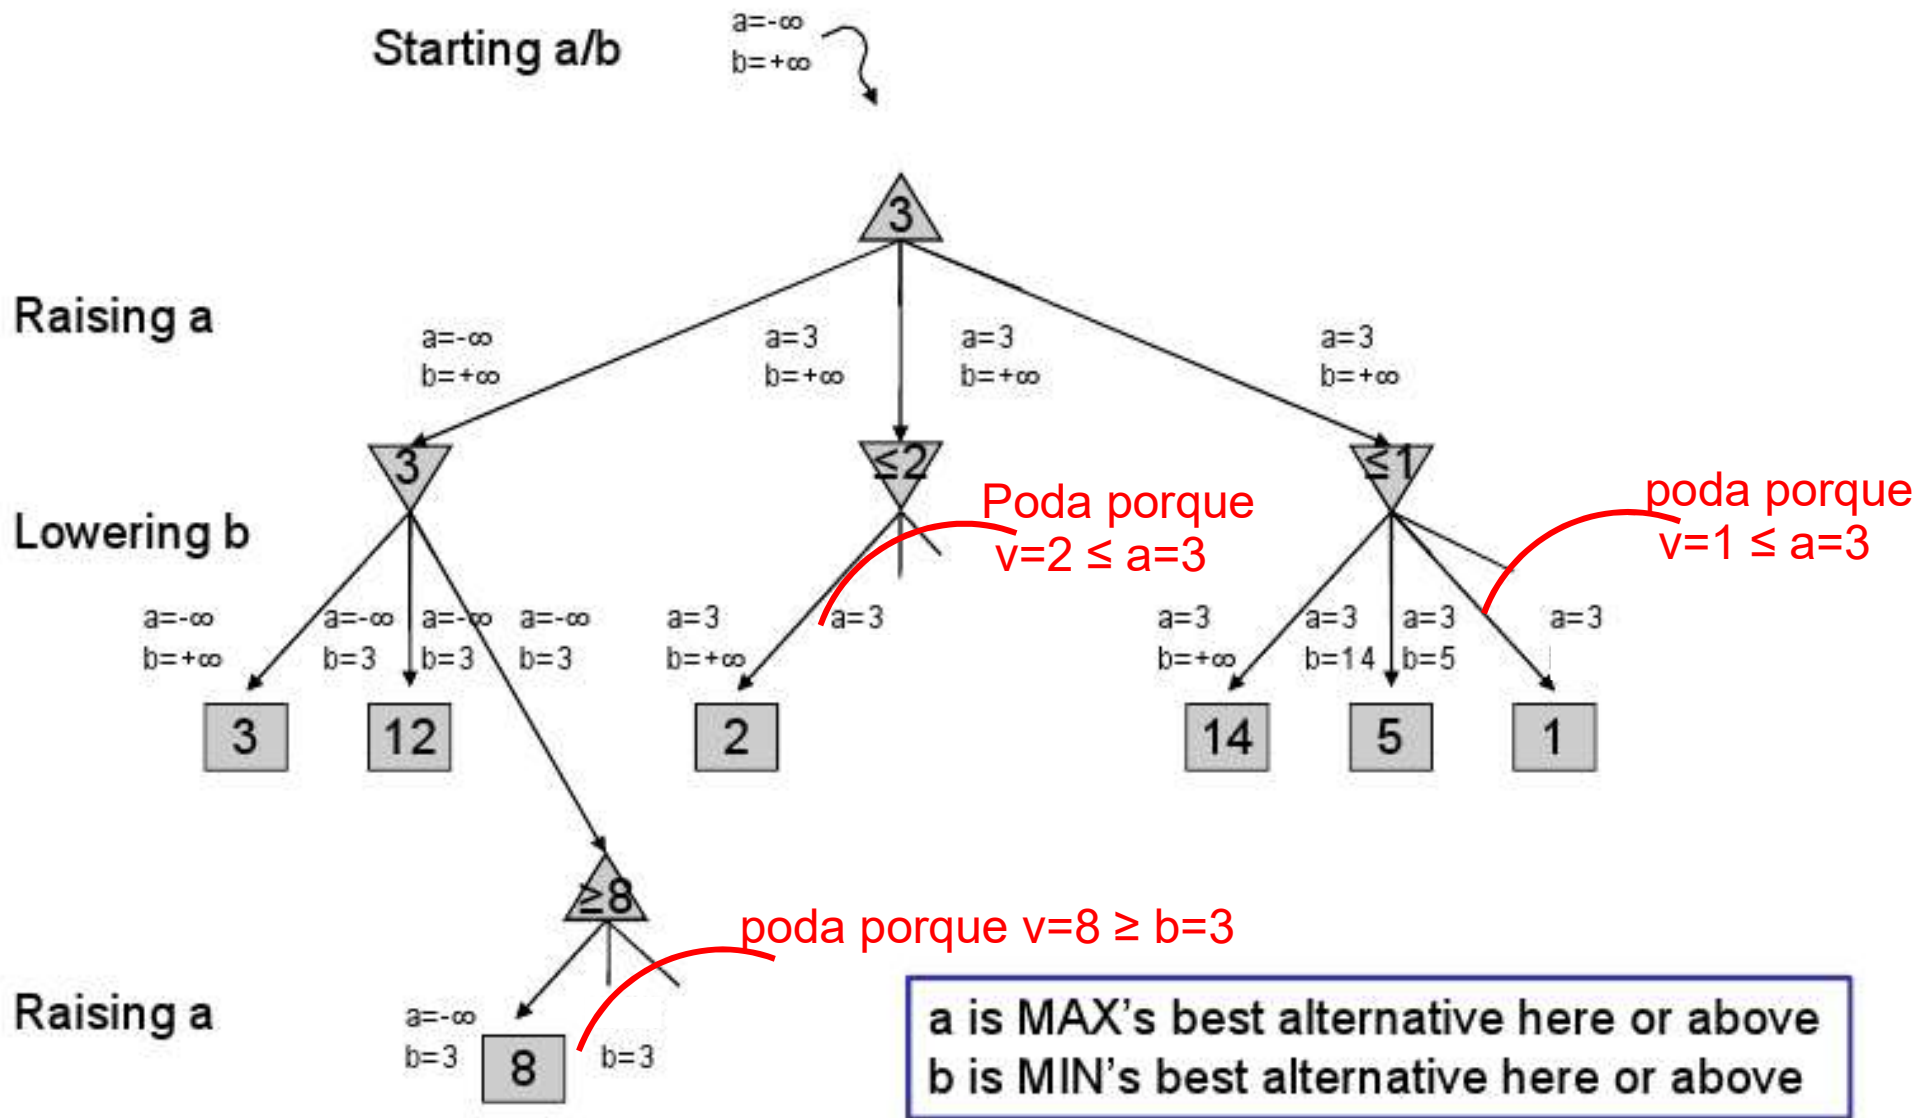 Starting a/b
a=-∞
b=+∞
3
Raising a
a=-∞
b=+∞
a=3
b=+∞
a=3
b=+∞
a=3
b=+∞
3
≤2
≤1
Lowering b
Poda porque
v=2 ≤ a=3
poda porque
v=1 ≤ a=3
a=-∞
b=+∞
a=-∞
b=3
a=-∞
b=3
a=-∞
b=3
a=3
b=+∞
a=3
a=3
b=+∞
a=3
b=14
a=3
b=5
a=3
3
12
2
14
5
1
≥8
poda porque v=8 ≥ b=3
Raising a
a=-∞
b=3
8
b=3
a is MAX's best alternative here or above
b is MIN's best alternative here or above